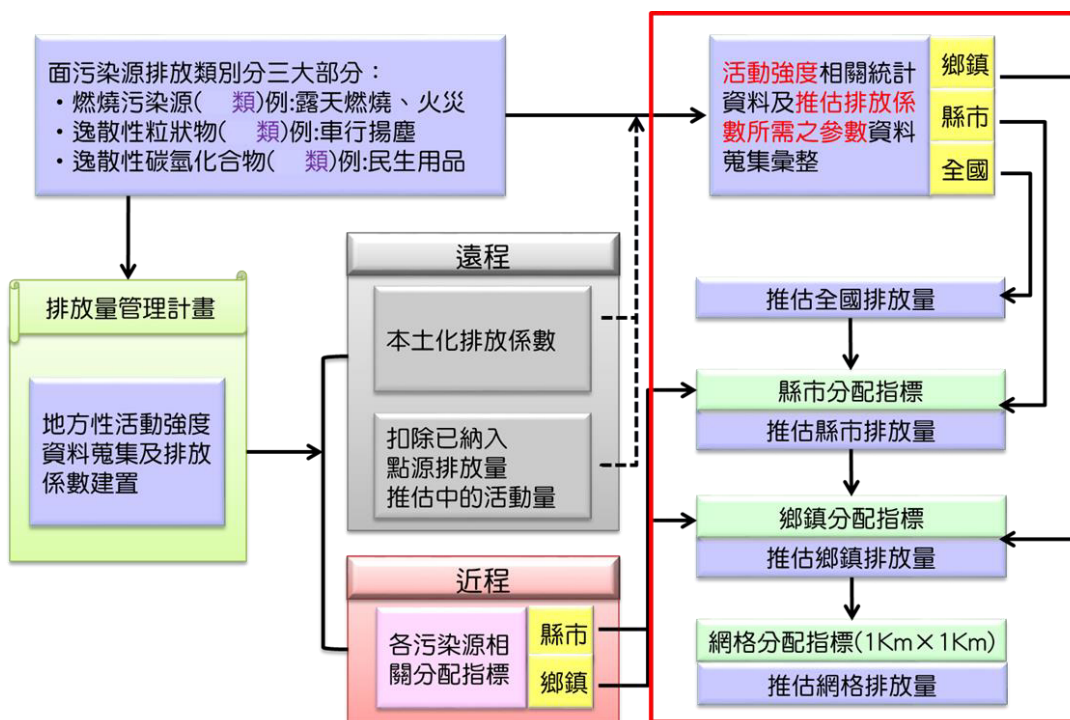 面污染源排放類別分三大部分：
・燃燒污染源(　類)例:露天燃燒、火災
・逸散性粒狀物(　類)例:車行揚塵
・逸散性碳氫化合物(　類)例:民生用品
活動強度相關統計
資料及推估排放係
數所需之參數資料
蒐集彙整
鄉鎮
縣市
全國
排放量管理計畫
地方性活動強度
資料蒐集及排放
係數建置
遠程
本土化排放係數
扣除已納入
點源排放量
推估中的活動量
近程
各污染源相
關分配指標
縣市
鄉鎮
推估全國排放量
縣市分配指標
推估縣市排放量
鄉鎮分配指標
推估鄉鎮排放量
網格分配指標(1Km×1Km)
推估網格排放量